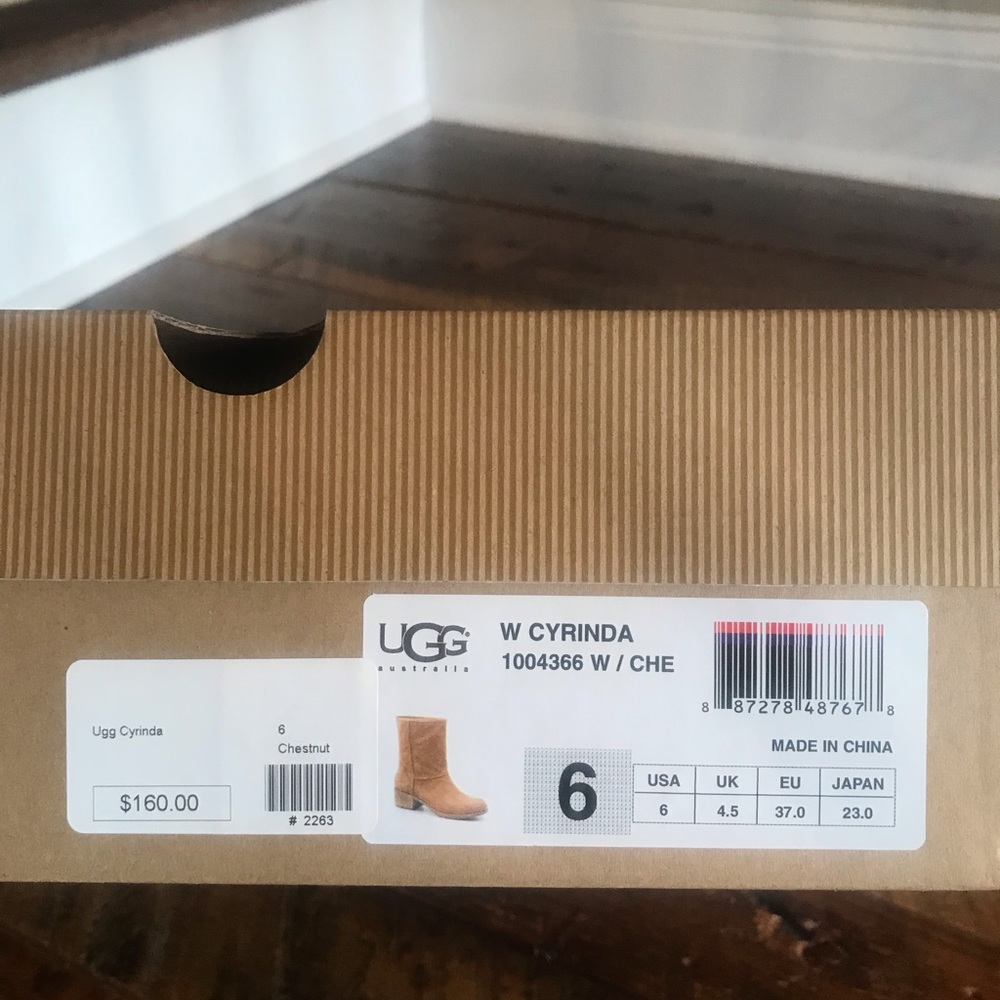 Ugg Cyrinda
6
Chestnut
$160.00
# 2263
UGG®
australia
W CYRINDA
1004366 W / CHE
8 87278 48767 8
MADE IN CHINA
6
USA UK EU JAPAN
6 4.5 37.0 23.0